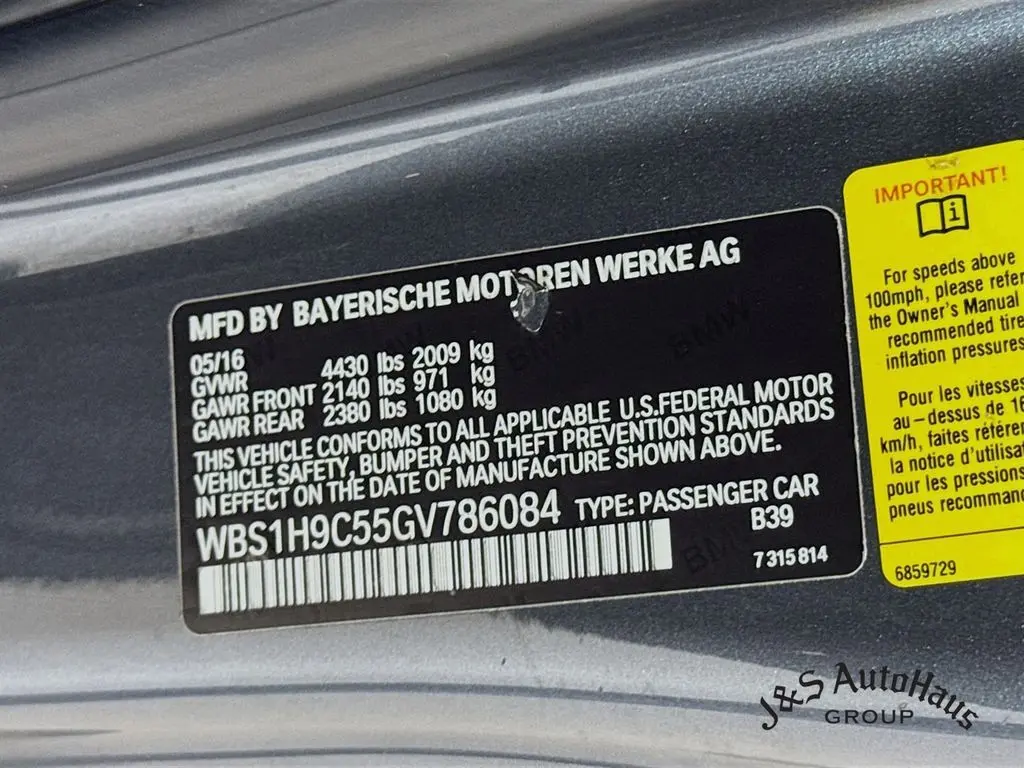 MFD BY BAYERISCHE MOTOREN WERKE AG
05/16
GVWR 4430 lbs 2009 kg
GAWR FRONT 2140 lbs 971 kg
GAWR REAR 2380 lbs 1080 kg
THIS VEHICLE CONFORMS TO ALL APPLICABLE U.S.FEDERAL MOTOR
VEHICLE SAFETY, BUMPER AND THEFT PREVENTION STANDARDS
IN EFFECT ON THE DATE OF MANUFACTURE SHOWN ABOVE.
WBS1H9C55GV786084 TYPE: PASSENGER CAR
B39
7 315 814
IMPORTANT!
For speeds above
100mph, please refer
the Owner's Manual
recommended tire
inflation pressures
Pour les vitesses
au-dessus de 16
km/h, faites référer
la notice d'utilisat
pour les pressions
pneus recommand
6859729
J&S AutoHaus
GROUP